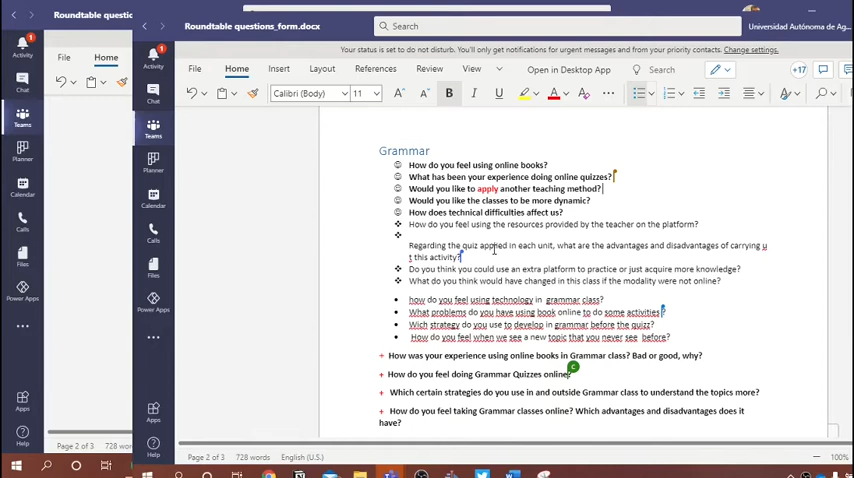 Roundtable question
Roundtable questions_form.docx
Search
Universidad Autónoma de Ag...
Your status is set to do not disturb. You'll only get notifications for urgent messages and from your priority contacts. Change settings.
File Home
File Home Insert Layout References Review View Open in Desktop App Search +17
Calibri (Body) 11 A A B I U A A
Activity
Chat
Teams
Planner
Calls
Files
Apps
Help
Activity
Chat
Teams
Planner
Calls
Files
Power Apps
Apps
Help
Grammar
How do you feel using online books?
What has been your experience doing online quizzes?
Would you like to apply another teaching method?
Would you like the classes to be more dynamic?
How does technical difficulties affect us?
How do you feel using the resources provided by the teacher on the platform?
Regarding the quiz applied in each unit, what are the advantages and disadvantages of carrying u
t this activity?
Do you think you could use an extra platform to practice or just acquire more knowledge?
What do you think would have changed in this class if the modality were not online?
how do you feel using technology in grammar class?
What problems do you have using book online to do some activities ?
Wich strategy do you use to develop in grammar before the quizz?
How do you feel when we see a new topic that you never see before?
+ How was your experience using online books in Grammar class? Bad or good, why?
+ How do you feel doing Grammar Quizzes online?
C
+ Which certain strategies do you use in and outside Grammar class to understand the topics more?
+ How do you feel taking Grammar classes online? Which advantages and disadvantages does it
have?
Page 2 of 3 728 words
Page 2 of 3 728 words English (U.S.) 100%